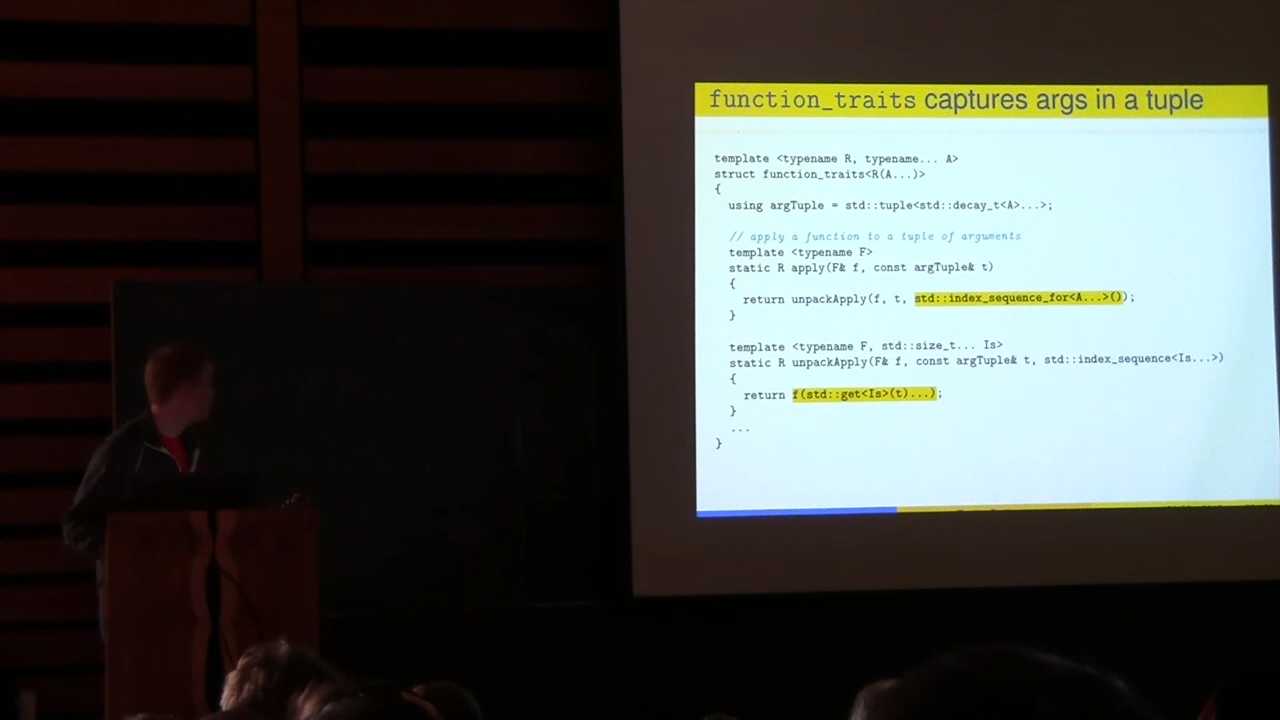 function_traits captures args in a tuple
template <typename R, typename... A>
struct function_traits<R(A...)>
{
using argTuple = std::tuple<std::decay_t<A>...>;
// apply a function to a tuple of arguments
template <typename F>
static R apply(F& f, const argTuple& t)
{
return unpackApply(f, t, std::index_sequence_for<A...>());
}
template <typename F, std::size_t... Is>
static R unpackApply(F& f, const argTuple& t, std::index_sequence<Is...>)
{
return f(std::get<Is>(t)...);
}
...
}